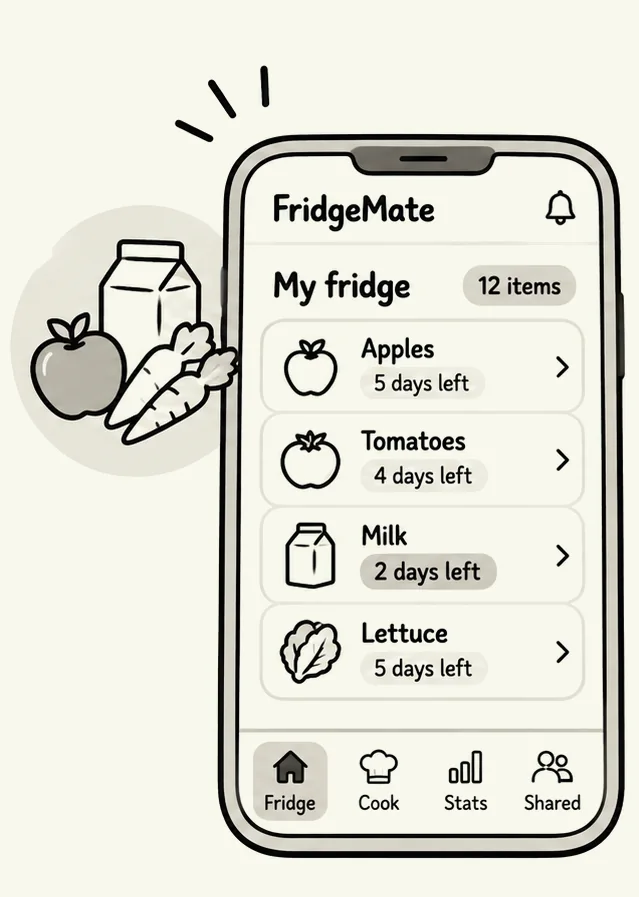 FridgeMate
My fridge
12 items
Apples
5 days left
Tomatoes
4 days left
Milk
2 days left
Lettuce
5 days left
Fridge
Cook
Stats
Shared